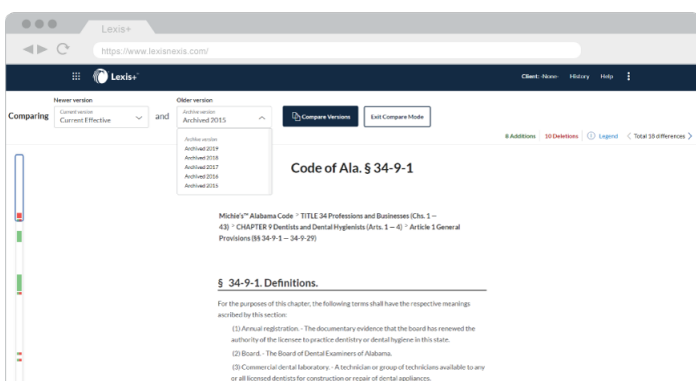 Lexis+
https://www.lexisnexis.com/
Lexis+
Client: -None-
History
Help
Comparing
Newer version
Current version
Current Effective
and
Older version
Archive version
Archived 2015
Compare Versions
Exit Compare Mode
Archive version
Archived 2019
Archived 2018
Archived 2017
Archived 2016
Archived 2015
8 Additions
10 Deletions
Legend
Total 18 differences
Code of Ala. § 34-9-1
Michie's™ Alabama Code > TITLE 34 Professions and Businesses (Chs. 1 —
43) > CHAPTER 9 Dentists and Dental Hygienists (Arts. 1 — 4) > Article 1 General
Provisions (§§ 34-9-1 — 34-9-29)
§ 34-9-1. Definitions.
For the purposes of this chapter, the following terms shall have the respective meanings
ascribed by this section:
(1) Annual registration. - The documentary evidence that the board has renewed the
authority of the licensee to practice dentistry or dental hygiene in this state.
(2) Board. - The Board of Dental Examiners of Alabama.
(3) Commercial dental laboratory. - A technician or group of technicians available to any
or all licensed dentists for construction or repair of dental appliances.